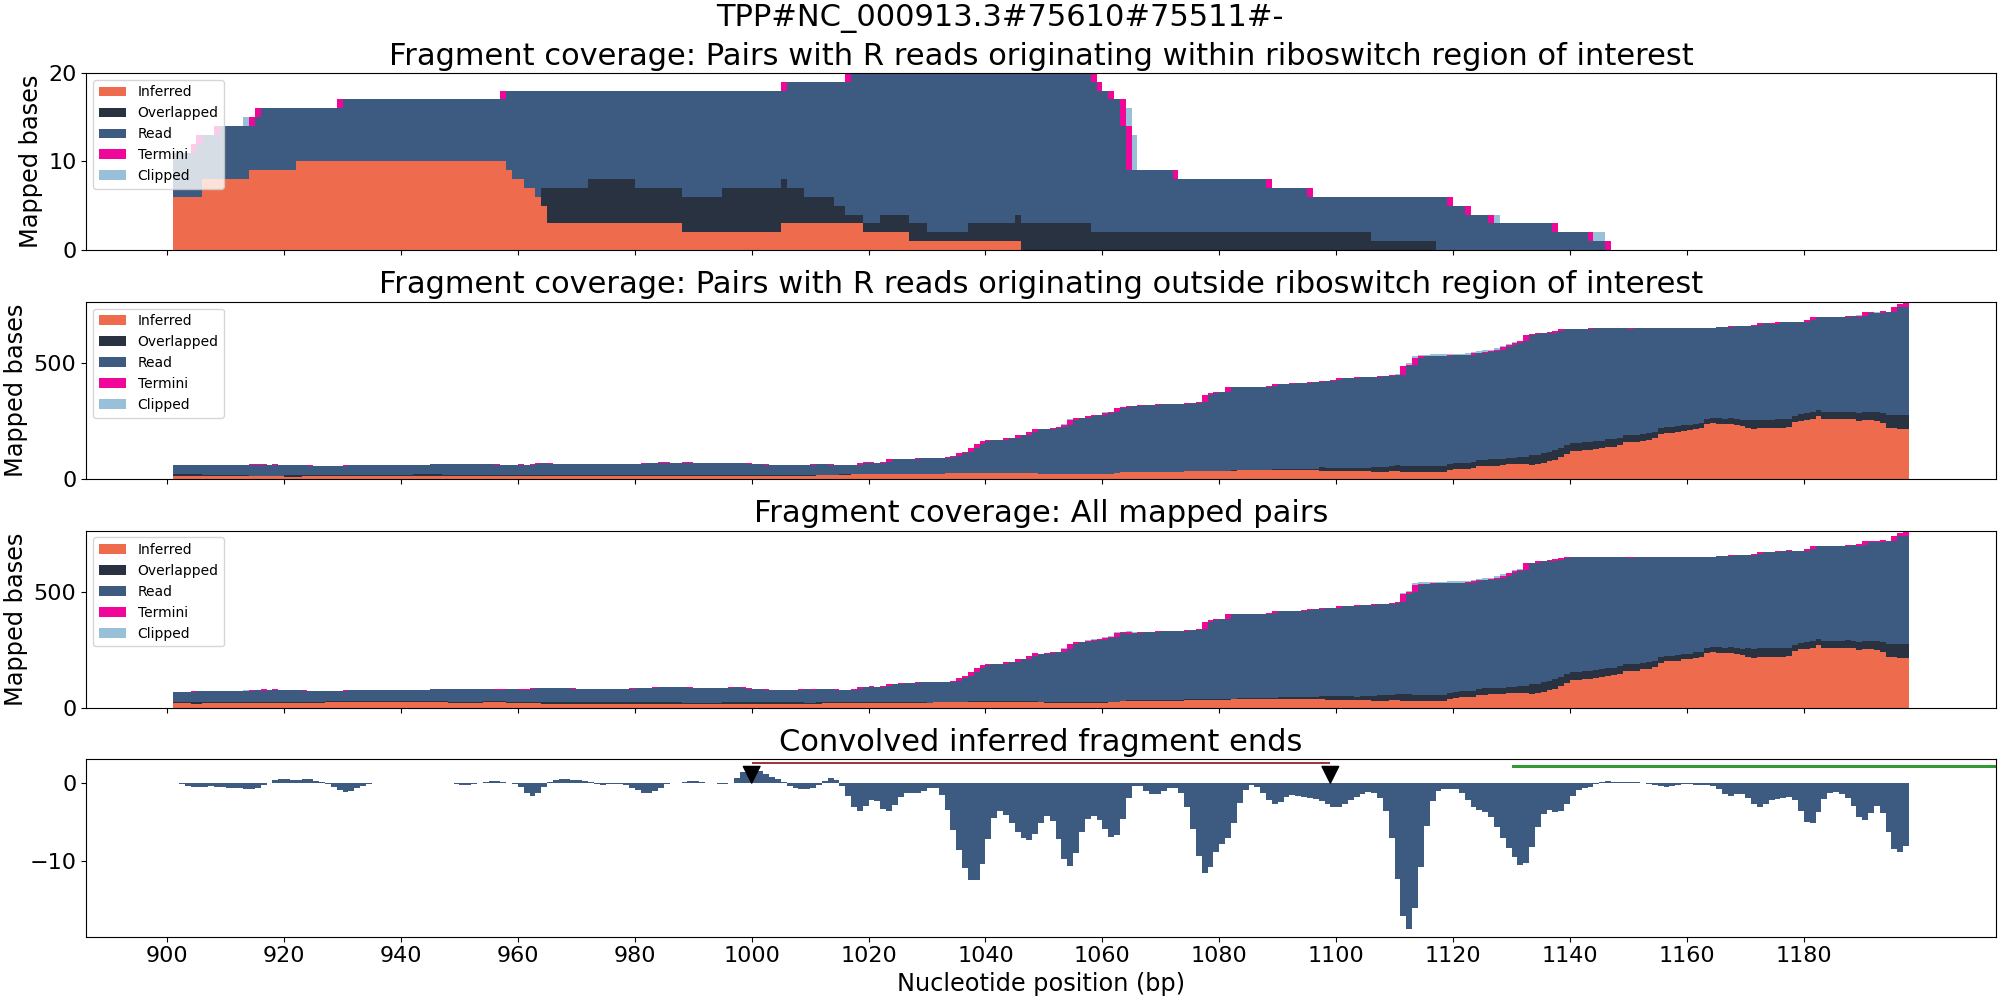 TPP#NC_000913.3#75610#75511#-
Fragment coverage: Pairs with R reads originating within riboswitch region of interest
Mapped bases
20
10
0
Inferred
Overlapped
Read
Termini
Clipped
Fragment coverage: Pairs with R reads originating outside riboswitch region of interest
Mapped bases
500
0
Inferred
Overlapped
Read
Termini
Clipped
Fragment coverage: All mapped pairs
Mapped bases
500
0
Inferred
Overlapped
Read
Termini
Clipped
Convolved inferred fragment ends
0
−10
900 920 940 960 980 1000 1020 1040 1060 1080 1100 1120 1140 1160 1180
Nucleotide position (bp)